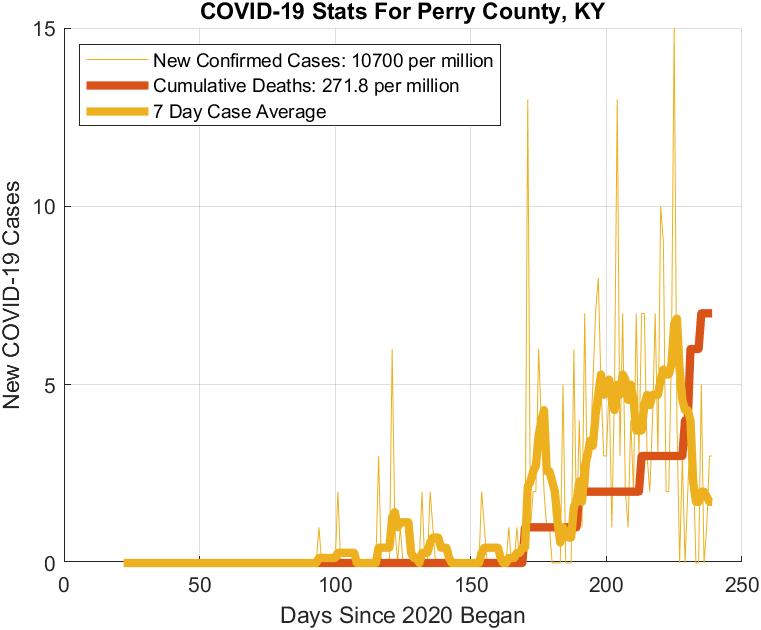 COVID-19 Stats For Perry County, KY
New Confirmed Cases: 10700 per million
Cumulative Deaths: 271.8 per million
7 Day Case Average
New COVID-19 Cases
15
10
5
0
0 50 100 150 200 250
Days Since 2020 Began